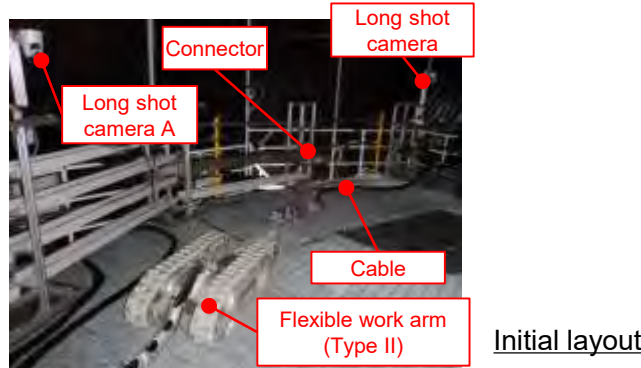 Long shot
camera
Connector
Long shot
camera A
Cable
Flexible work arm
(Type II)
Initial layout